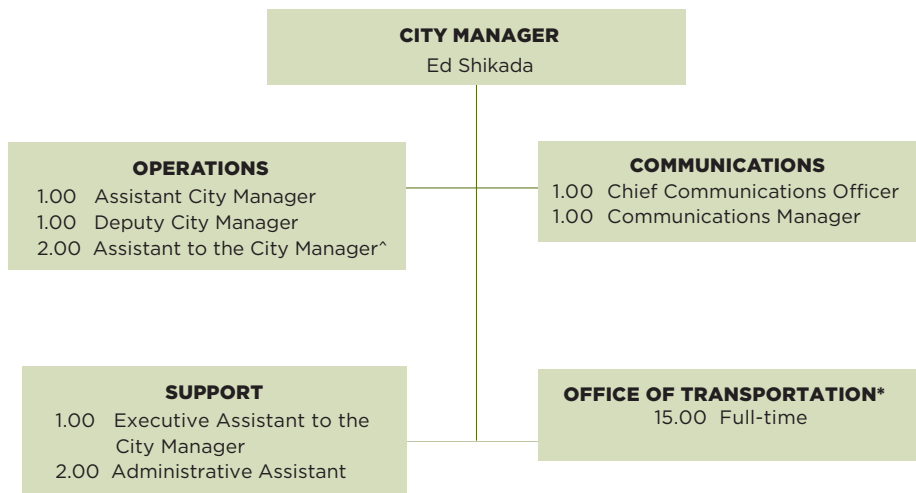 CITY MANAGER
Ed Shikada
OPERATIONS
1.00 Assistant City Manager
1.00 Deputy City Manager
2.00 Assistant to the City Manager^
COMMUNICATIONS
1.00 Chief Communications Officer
1.00 Communications Manager
SUPPORT
1.00 Executive Assistant to the
City Manager
2.00 Administrative Assistant
OFFICE OF TRANSPORTATION*
15.00 Full-time